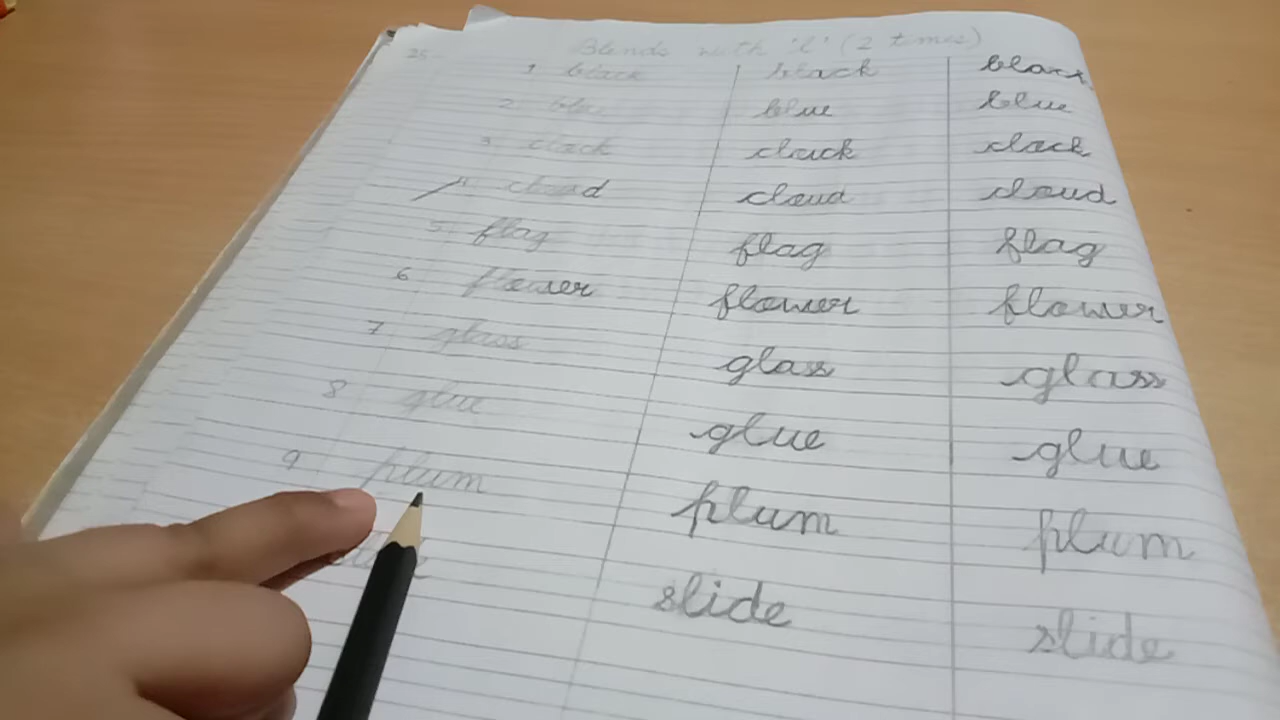 25 Blends with 'l' (2 times)
1 black black black
2 blue blue blue
3 clock clock clock
4 cloud cloud cloud
5 flag flag flag
6 flower flower flower
7 glass glass glass
8 glue glue glue
9 plum plum plum
slide slide